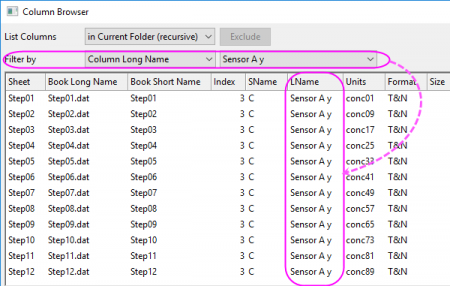 Column Browser
List Columns in Current Folder (recursive) Exclude
Filter by Column Long Name Sensor A y
Sheet Book Long Name Book Short Name Index SName LName Units Format Size
Step01 Step01.dat Step01 3 C Sensor A y conc01 T&N
Step02 Step02.dat Step02 3 C Sensor A y conc09 T&N
Step03 Step03.dat Step03 3 C Sensor A y conc17 T&N
Step04 Step04.dat Step04 3 C Sensor A y conc25 T&N
Step05 Step05.dat Step05 3 C Sensor A y conc33 T&N
Step06 Step06.dat Step06 3 C Sensor A y conc41 T&N
Step07 Step07.dat Step07 3 C Sensor A y conc49 T&N
Step08 Step08.dat Step08 3 C Sensor A y conc57 T&N
Step09 Step09.dat Step09 3 C Sensor A y conc65 T&N
Step10 Step10.dat Step10 3 C Sensor A y conc73 T&N
Step11 Step11.dat Step11 3 C Sensor A y conc81 T&N
Step12 Step12.dat Step12 3 C Sensor A y conc89 T&N